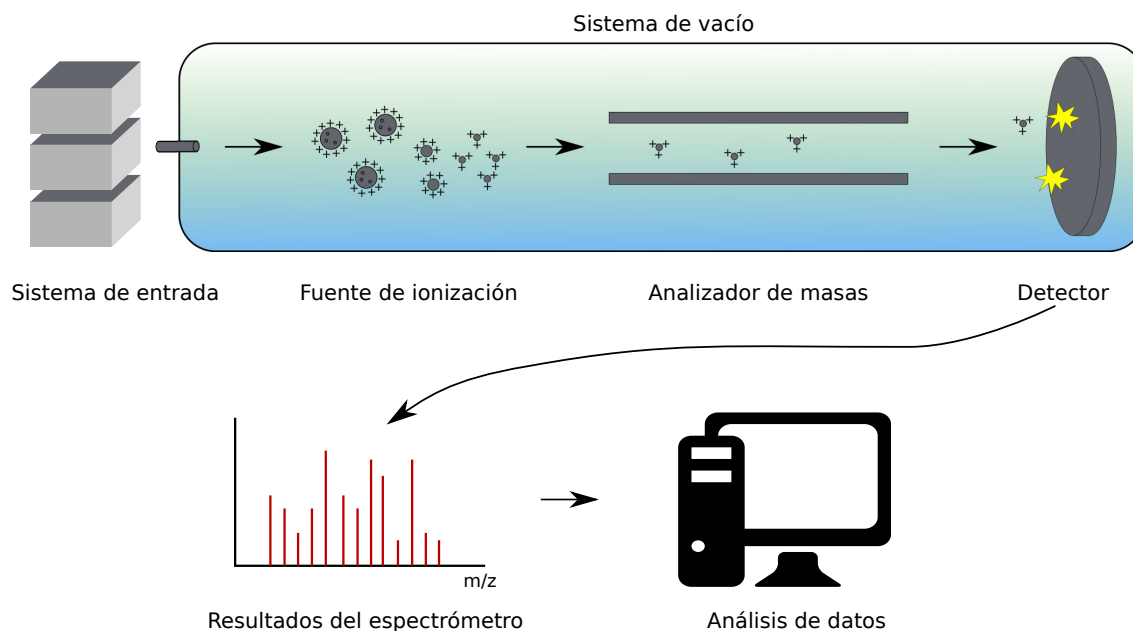 Sistema de vacío
Sistema de entrada
Fuente de ionización
Analizador de masas
Detector
m/z
Resultados del espectrómetro
Análisis de datos